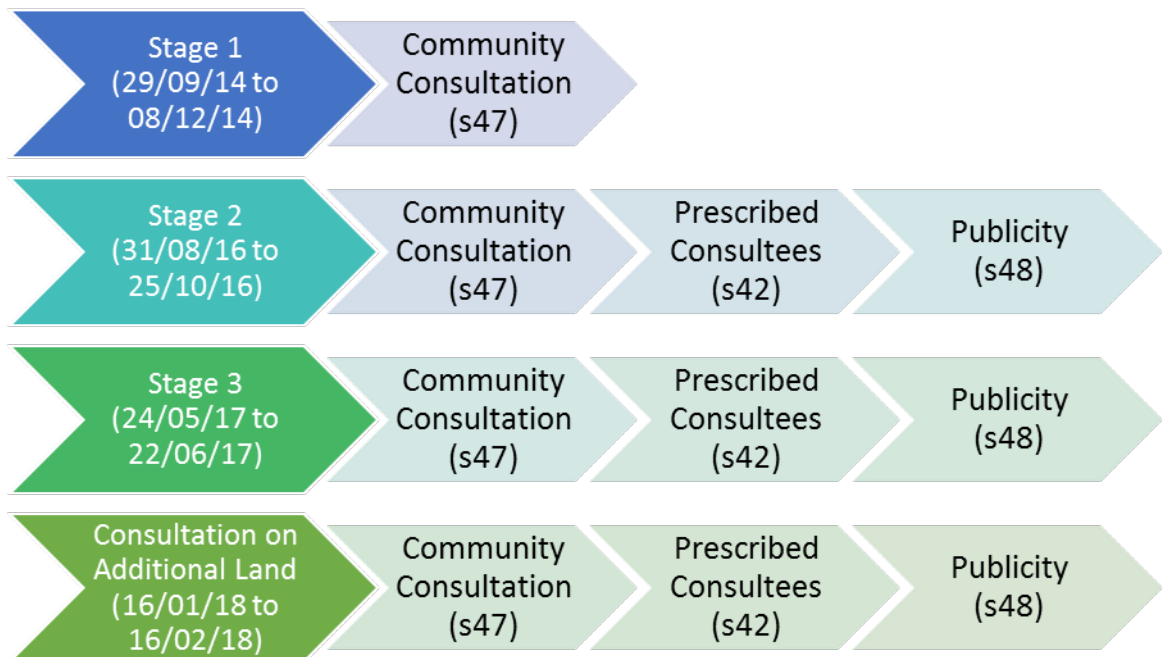 Stage 1
(29/09/14 to
08/12/14)
Community
Consultation
(s47)
Stage 2
(31/08/16 to
25/10/16)
Community
Consultation
(s47)
Prescribed
Consultees
(s42)
Publicity
(s48)
Stage 3
(24/05/17 to
22/06/17)
Community
Consultation
(s47)
Prescribed
Consultees
(s42)
Publicity
(s48)
Consultation on
Additional Land
(16/01/18 to
16/02/18)
Community
Consultation
(s47)
Prescribed
Consultees
(s42)
Publicity
(s48)